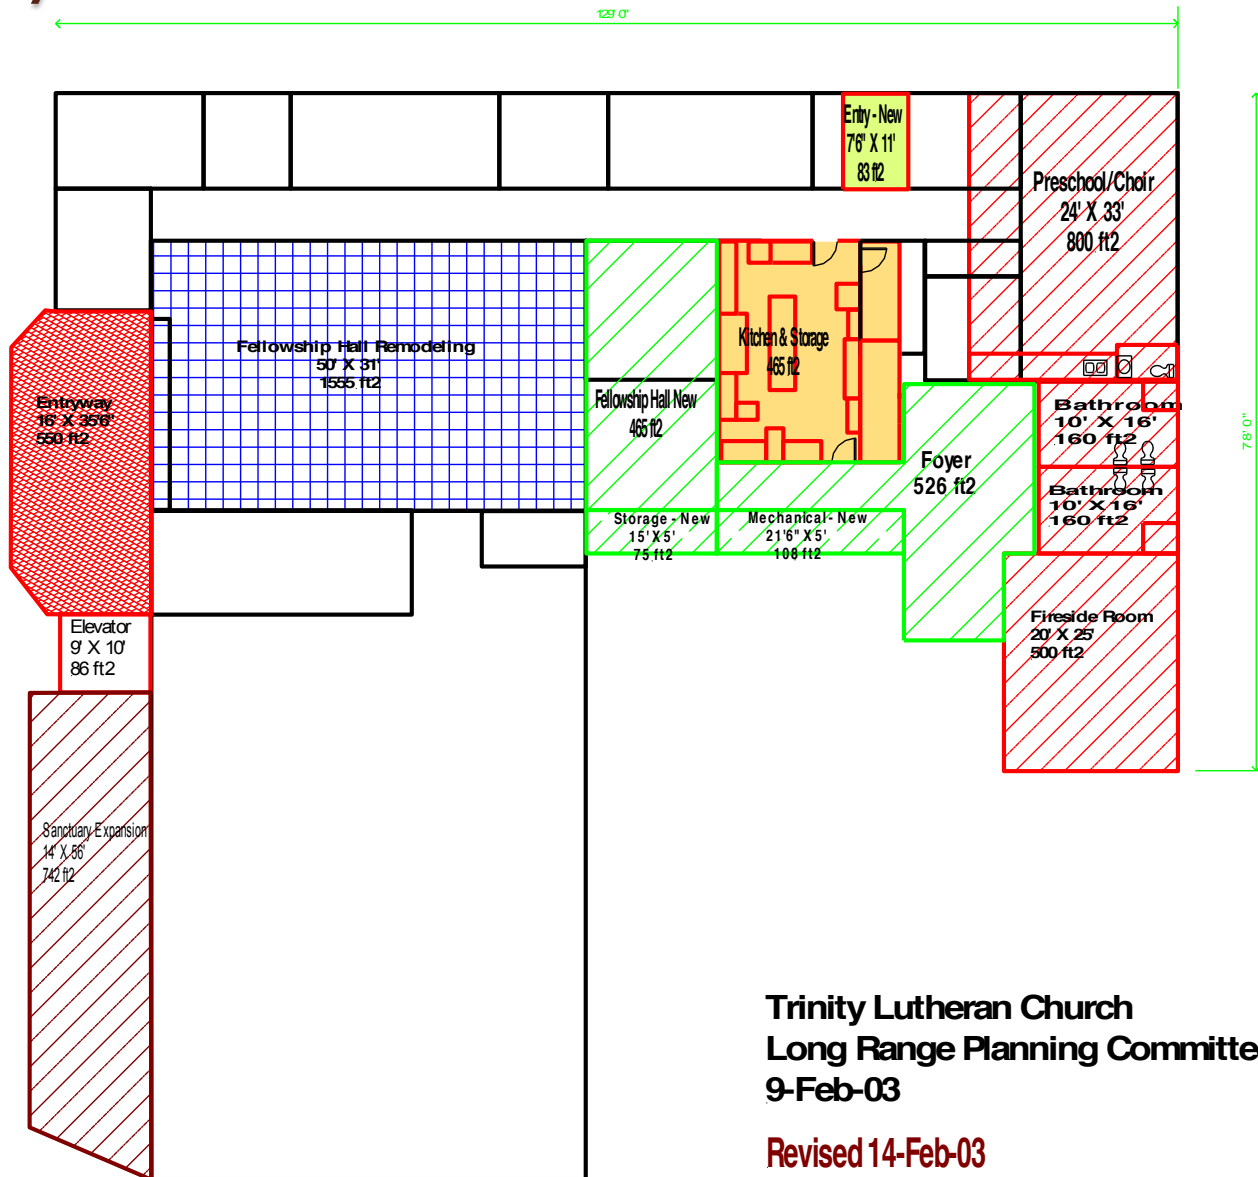 129' 0"
Entry - New
7'6" X 11'
83 ft2
Preschool/Choir
24' X 33'
800 ft2
78' 0"
Fellowship Hall Remodeling
50' X 31'
1555 ft2
Kitchen & Storage
465 ft2
Entryway
16' X 35'6"
550 ft2
Fellowship Hall New
465 ft2
Bathroom
10' X 16'
160 ft2
Foyer
526 ft2
Bathroom
10' X 16'
160 ft2
Storage - New
15' X 5'
75 ft2
Mechanical - New
21'6" X 5'
108 ft2
Elevator
9' X 10'
86 ft2
Fireside Room
20' X 25'
500 ft2
Sanctuary Expansion
14' X 56'
742 ft2
Trinity Lutheran Church
Long Range Planning Committe
9-Feb-03
Revised 14-Feb-03